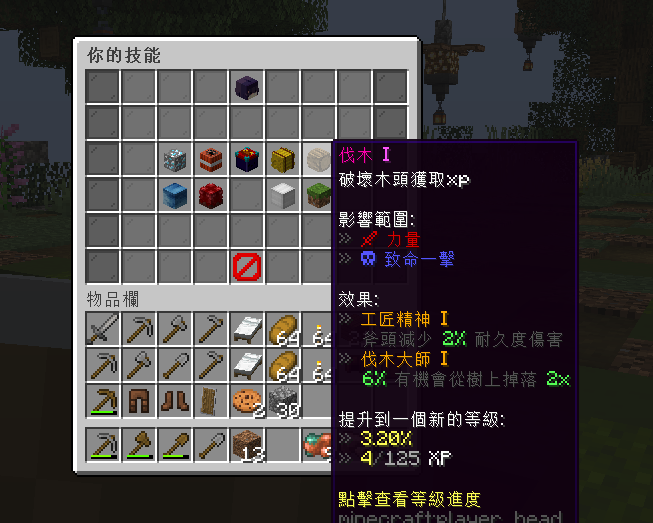 你的技能
伐木 I
破壞木頭獲取xp
影響範圍:
» 力量
» 致命一擊
效果:
» 工匠精神 I
斧頭減少 2% 耐久度傷害
» 伐木大師 I
6% 有機會從樹上掉落 2x
提升到一個新的等級:
» 3.20%
» 4/125 XP
點擊查看等級進度
minecraft:player_head
物品欄
64
64
64
64
2
30
13